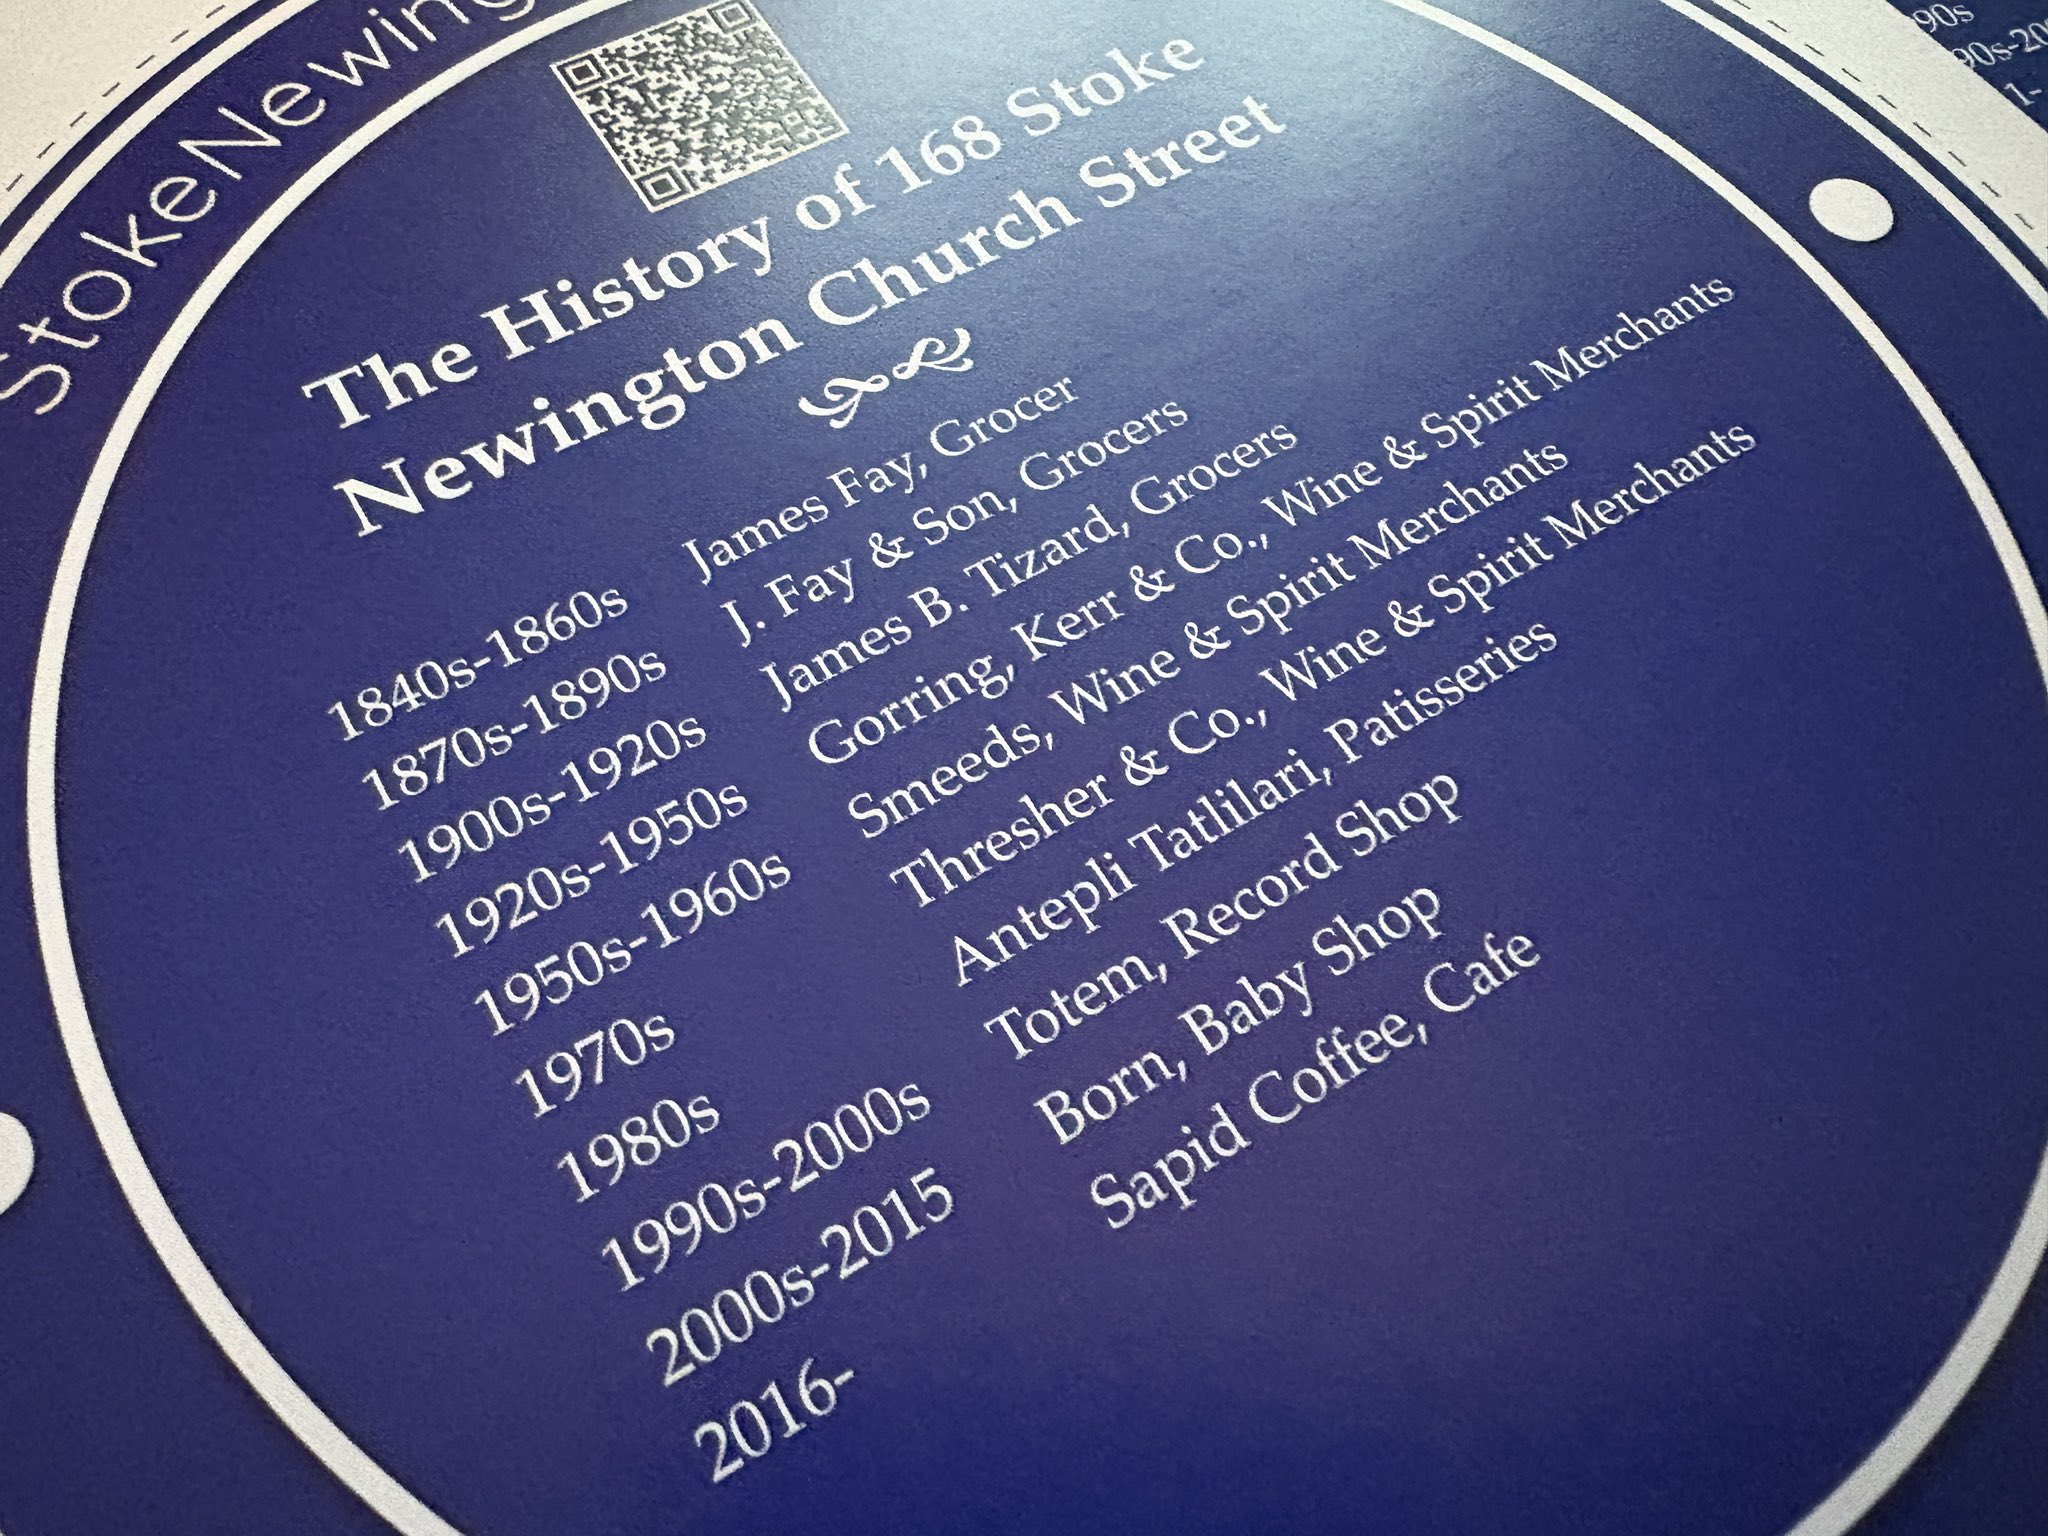 StokeNewing
The History of 168 Stoke
Newington Church Street
1840s-1860s James Fay, Grocer
1870s-1890s J. Fay & Son, Grocers
1900s-1920s James B. Tizard, Grocers
1920s-1950s Gorring, Kerr & Co., Wine & Spirit Merchants
1950s-1960s Smeeds, Wine & Spirit Merchants
1970s Thresher & Co., Wine & Spirit Merchants
1980s Antepli Tatlilari, Patisseries
1990s-2000s Totem, Record Shop
2000s-2015 Born, Baby Shop
2016- Sapid Coffee, Cafe